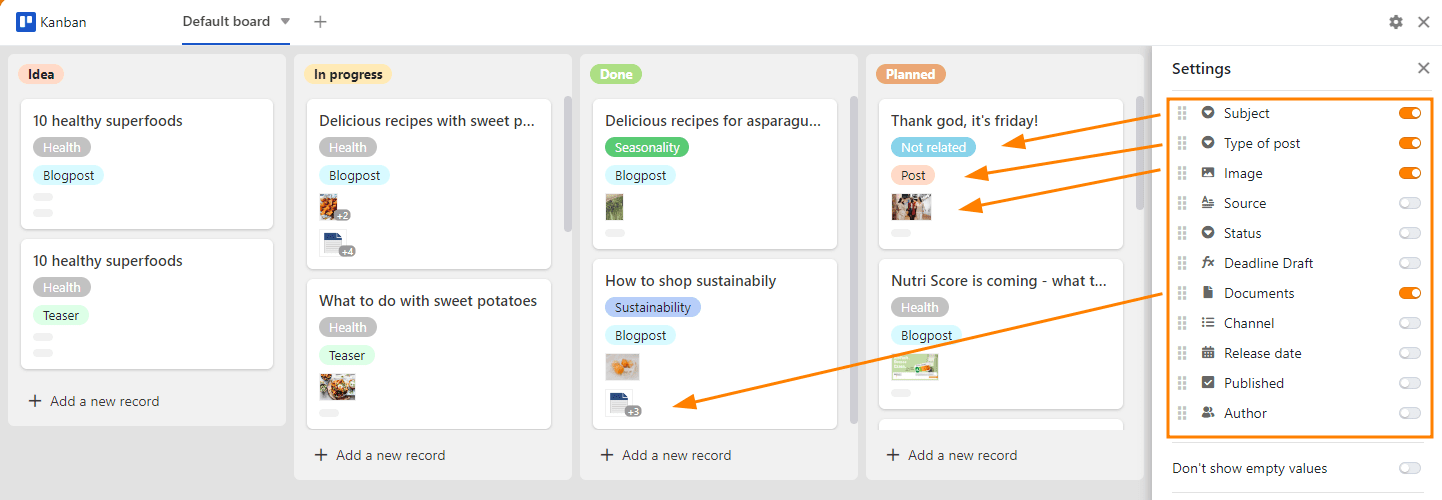 Kanban
Default board
Idea
10 healthy superfoods
Health
Blogpost
10 healthy superfoods
Health
Teaser
Add a new record
In progress
Delicious recipes with sweet p...
Health
Blogpost
+2
+4
What to do with sweet potatoes
Health
Teaser
Add a new record
Done
Delicious recipes for asparagu...
Seasonality
Blogpost
How to shop sustainabily
Sustainability
Blogpost
+3
Add a new record
Planned
Thank god, it's friday!
Not related
Post
Nutri Score is coming - what t...
Health
Blogpost
Add a new record
Settings
Subject
Type of post
Image
Source
Status
fx Deadline Draft
Documents
Channel
Release date
Published
Author
Don't show empty values